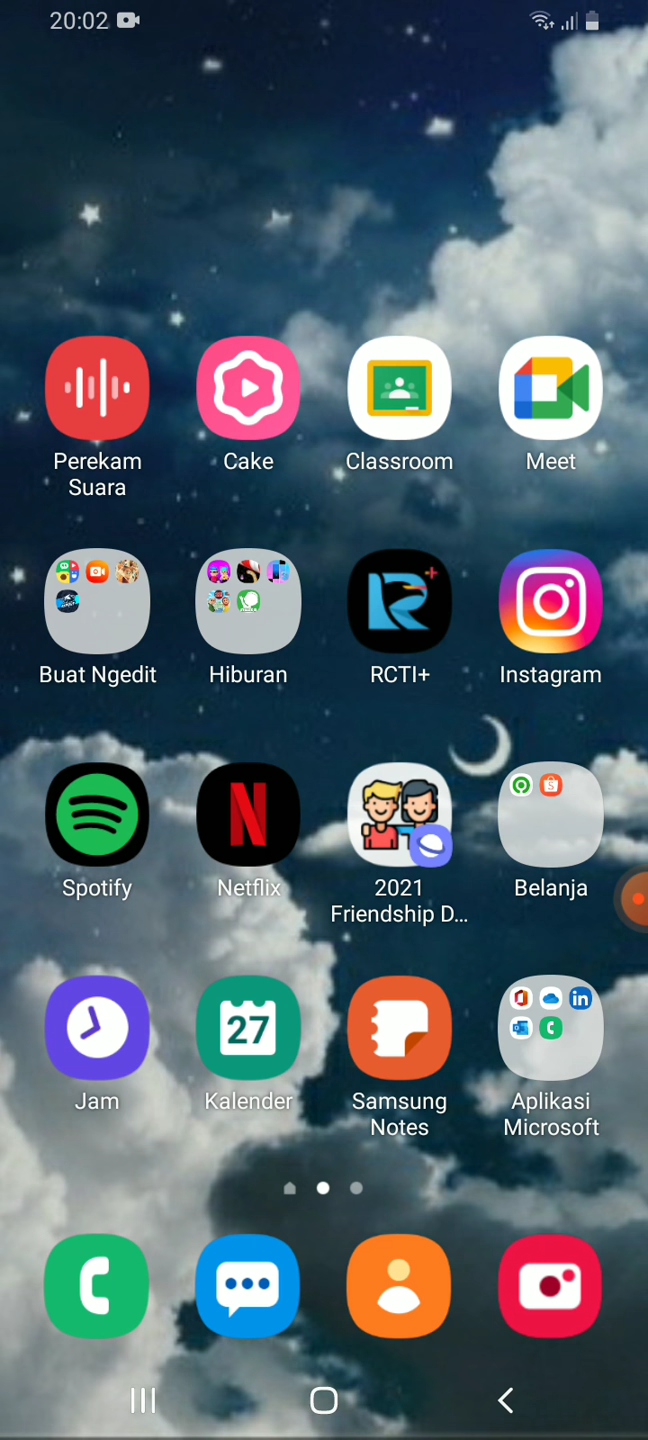 20:02
Perekam
Suara
Cake
Classroom
Meet
Buat Ngedit
Hiburan
RCTI+
Instagram
Spotify
Netflix
2021
Friendship D...
Belanja
Jam
27
Kalender
Samsung
Notes
Aplikasi
Microsoft